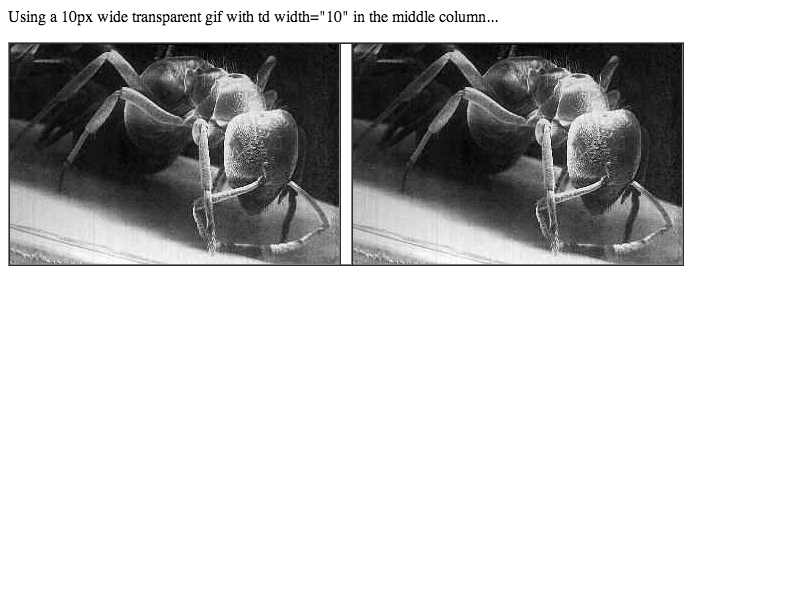 Using a 10px wide transparent gif with td width="10" in the middle column...